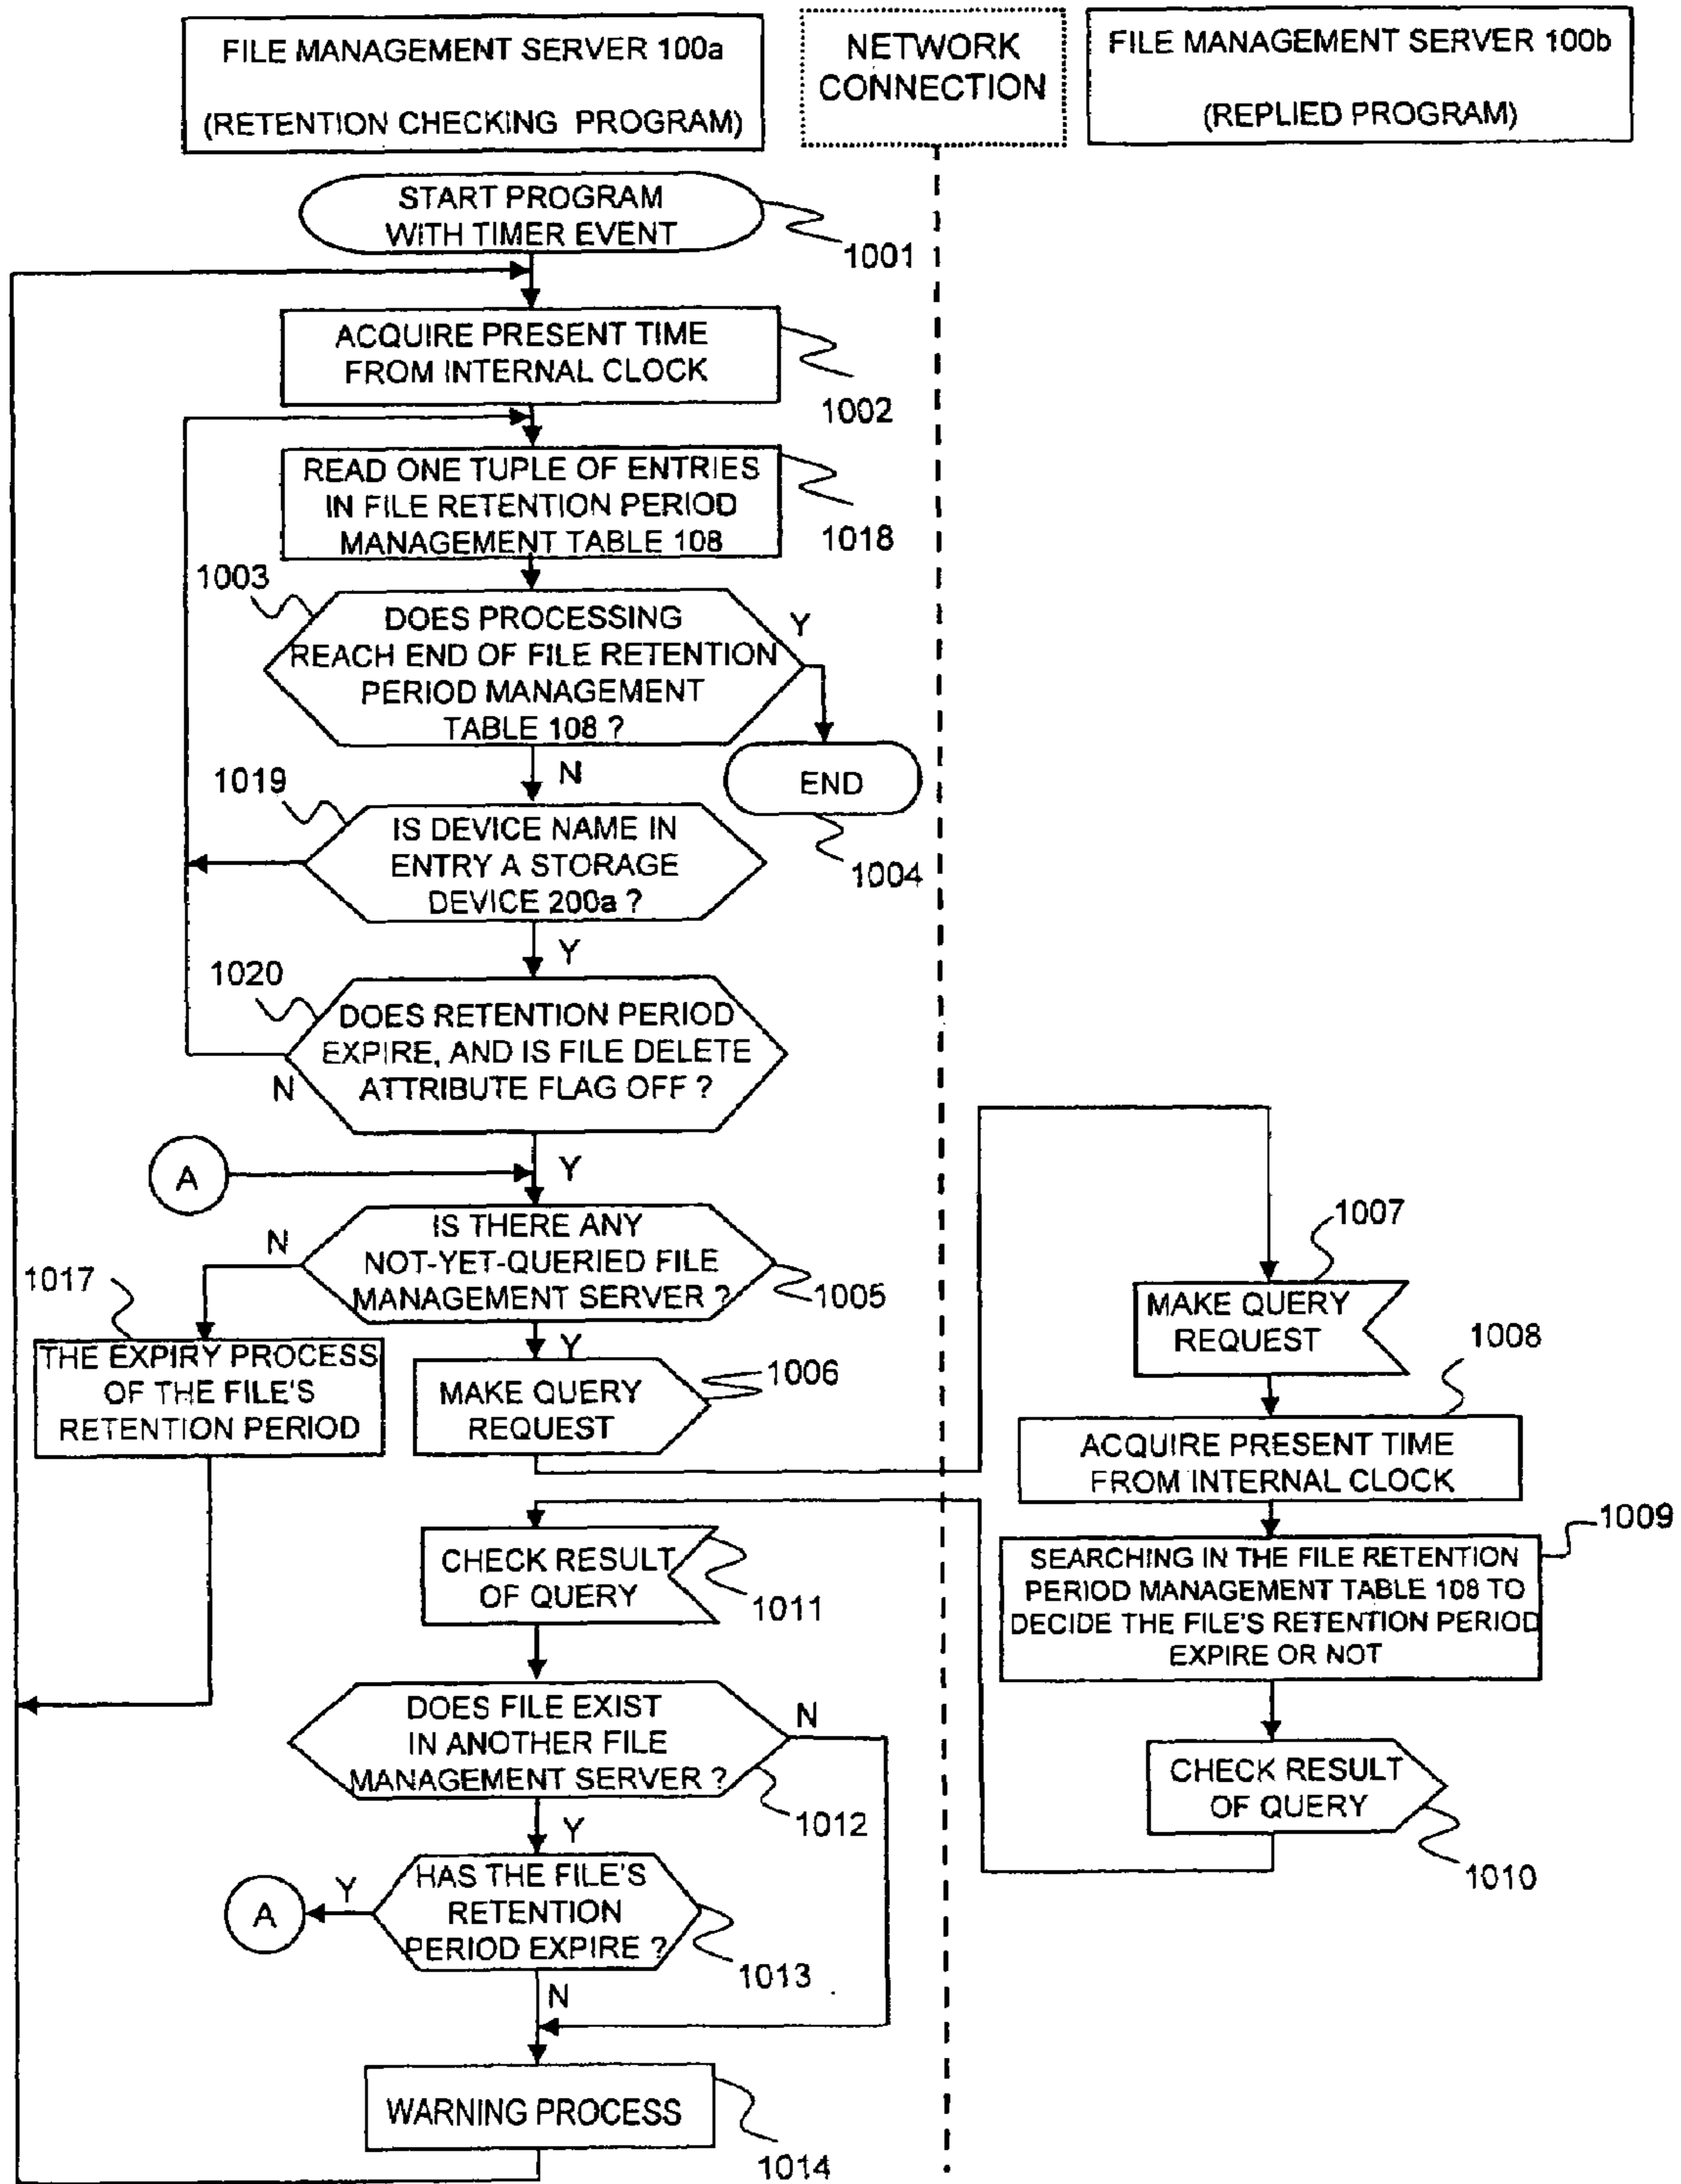 FILE MANAGEMENT SERVER 100a
(RETENTION CHECKING PROGRAM)
NETWORK
CONNECTION
FILE MANAGEMENT SERVER 100b
(REPLIED PROGRAM)
START PROGRAM
WITH TIMER EVENT
1001
ACQUIRE PRESENT TIME
FROM INTERNAL CLOCK
1002
READ ONE TUPLE OF ENTRIES
IN FILE RETENTION PERIOD
MANAGEMENT TABLE 108
1018
1003
DOES PROCESSING
REACH END OF FILE RETENTION
PERIOD MANAGEMENT
TABLE 108 ?
Y
N
END
1004
1019
IS DEVICE NAME IN
ENTRY A STORAGE
DEVICE 200a ?
Y
1020
DOES RETENTION PERIOD
EXPIRE, AND IS FILE DELETE
ATTRIBUTE FLAG OFF ?
N
Y
A
IS THERE ANY
NOT-YET-QUERIED FILE
MANAGEMENT SERVER ?
N
1005
Y
1017
THE EXPIRY PROCESS
OF THE FILE'S
RETENTION PERIOD
MAKE QUERY
REQUEST
1006
1007
MAKE QUERY
REQUEST
1008
ACQUIRE PRESENT TIME
FROM INTERNAL CLOCK
1009
SEARCHING IN THE FILE RETENTION
PERIOD MANAGEMENT TABLE 108 TO
DECIDE THE FILE'S RETENTION PERIOD
EXPIRE OR NOT
CHECK RESULT
OF QUERY
1010
CHECK RESULT
OF QUERY
1011
DOES FILE EXIST
IN ANOTHER FILE
MANAGEMENT SERVER ?
N
1012
Y
HAS THE FILE'S
RETENTION
PERIOD EXPIRE ?
Y
A
1013
N
WARNING PROCESS
1014